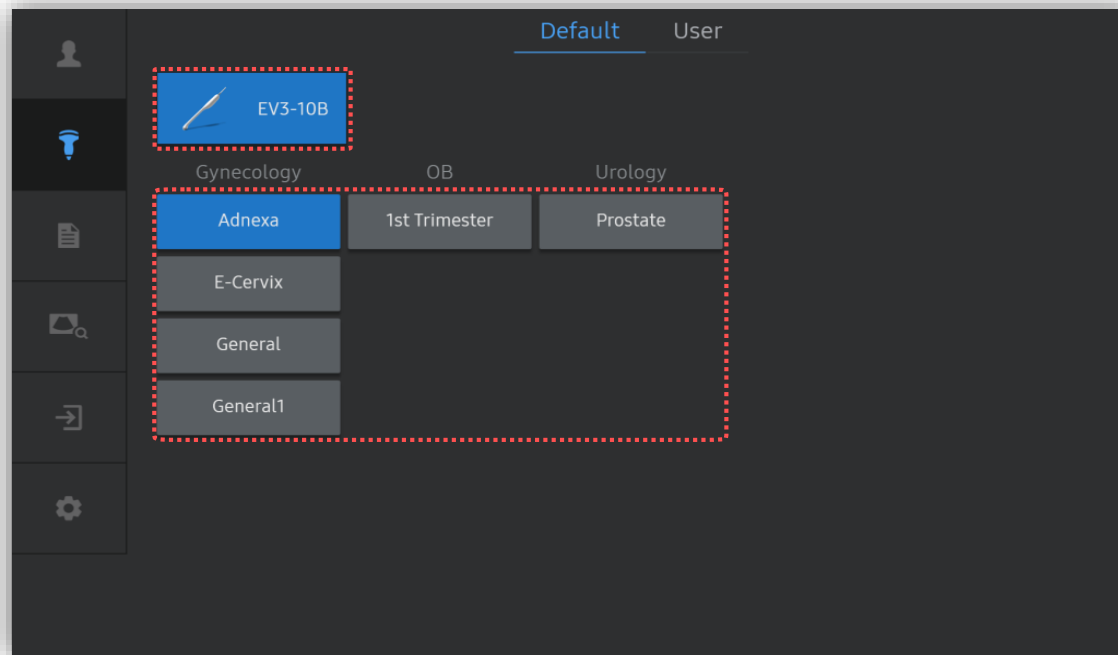 Default User
EV3-10B
Gynecology OB Urology
Adnexa 1st Trimester Prostate
E-Cervix
General
General1